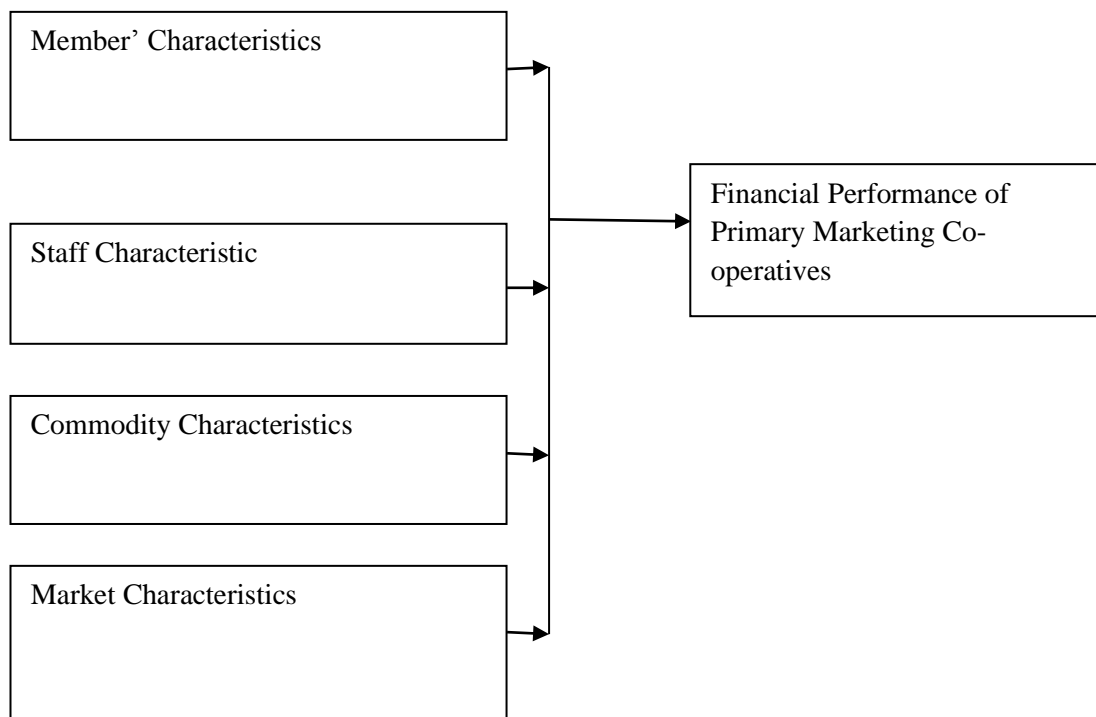 Member’ Characteristics
Staff Characteristic
Commodity Characteristics
Market Characteristics
Financial Performance of
Primary Marketing Co-
operatives